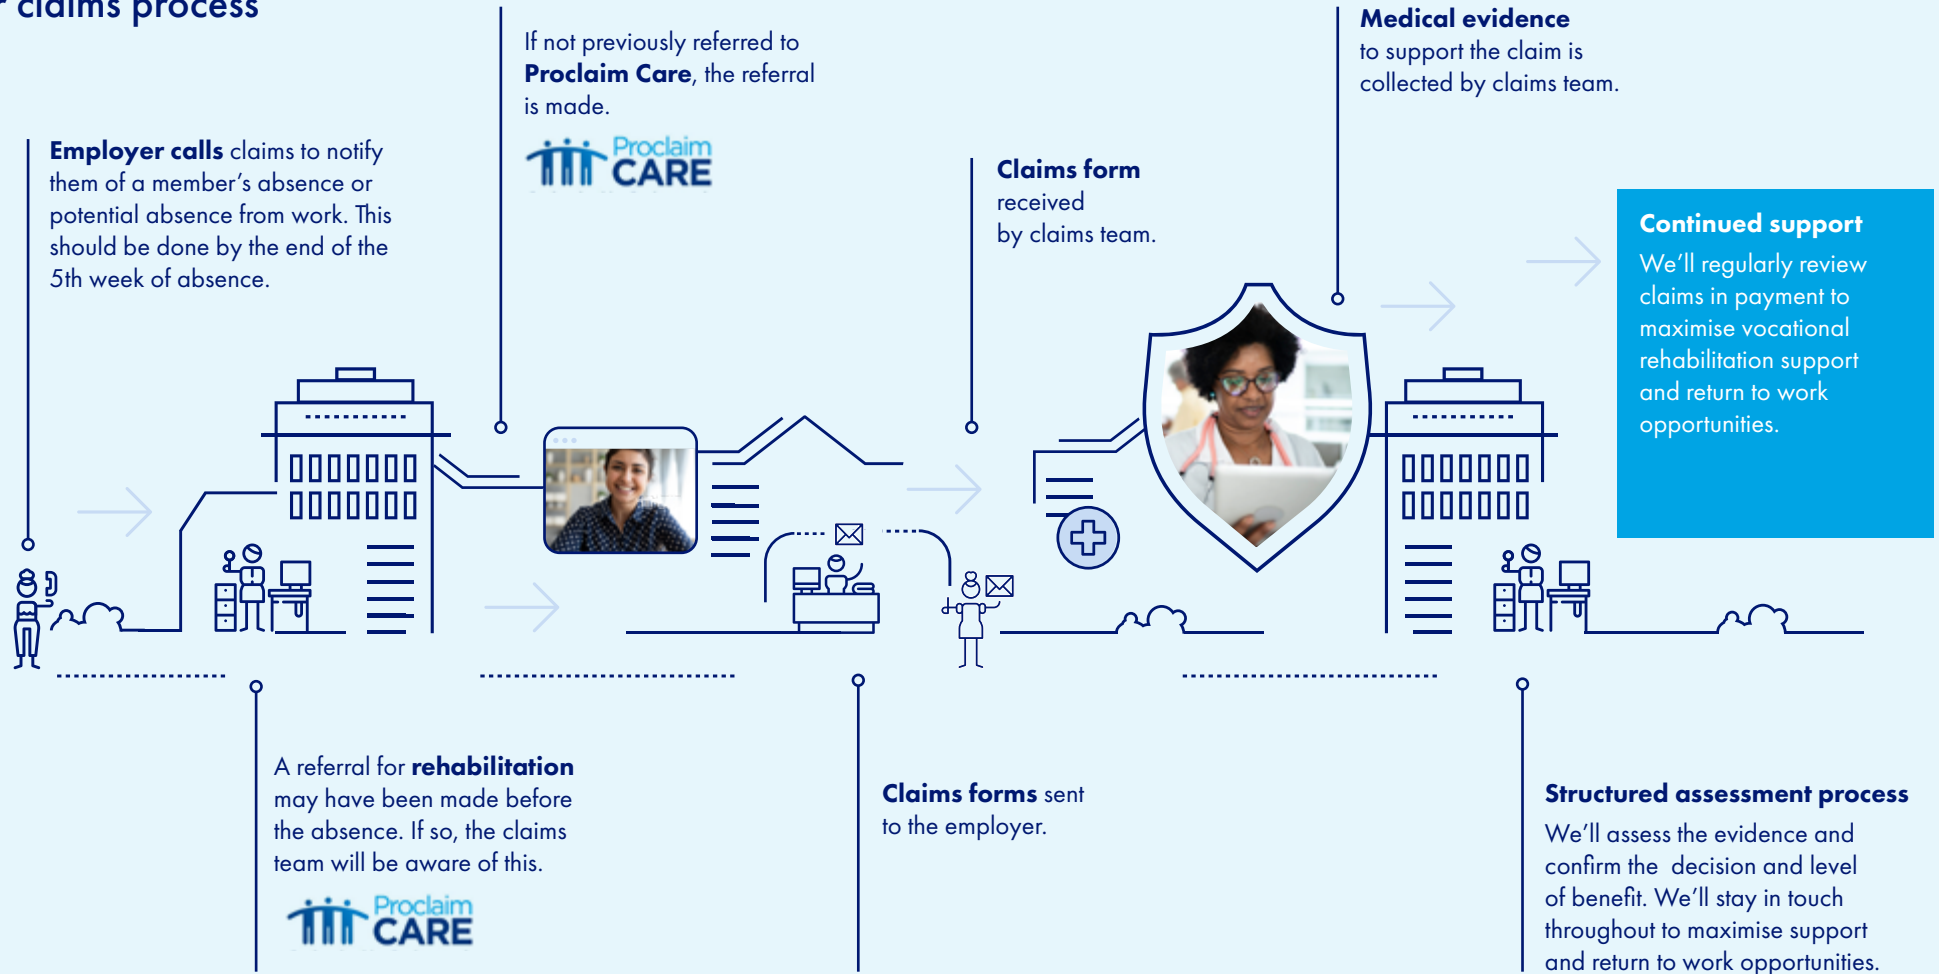 claims process
Employer calls claims to notify
them of a member's absence or
potential absence from work. This
should be done by the end of the
5th week of absence.
A referral for rehabilitation
may have been made before
the absence. If so, the claims
team will be aware of this.
Proclaim
CARE
If not previously referred to
Proclaim Care, the referral
is made.
Proclaim
CARE
Claims forms sent
to the employer.
Claims form
received
by claims team.
Medical evidence
to support the claim is
collected by claims team.
Structured assessment process
We'll assess the evidence and
confirm the  decision and level
of benefit. We'll stay in touch
throughout to maximise support
and return to work opportunities.
Continued support
We'll regularly review
claims in payment to
maximise vocational
rehabilitation support
and return to work
opportunities.